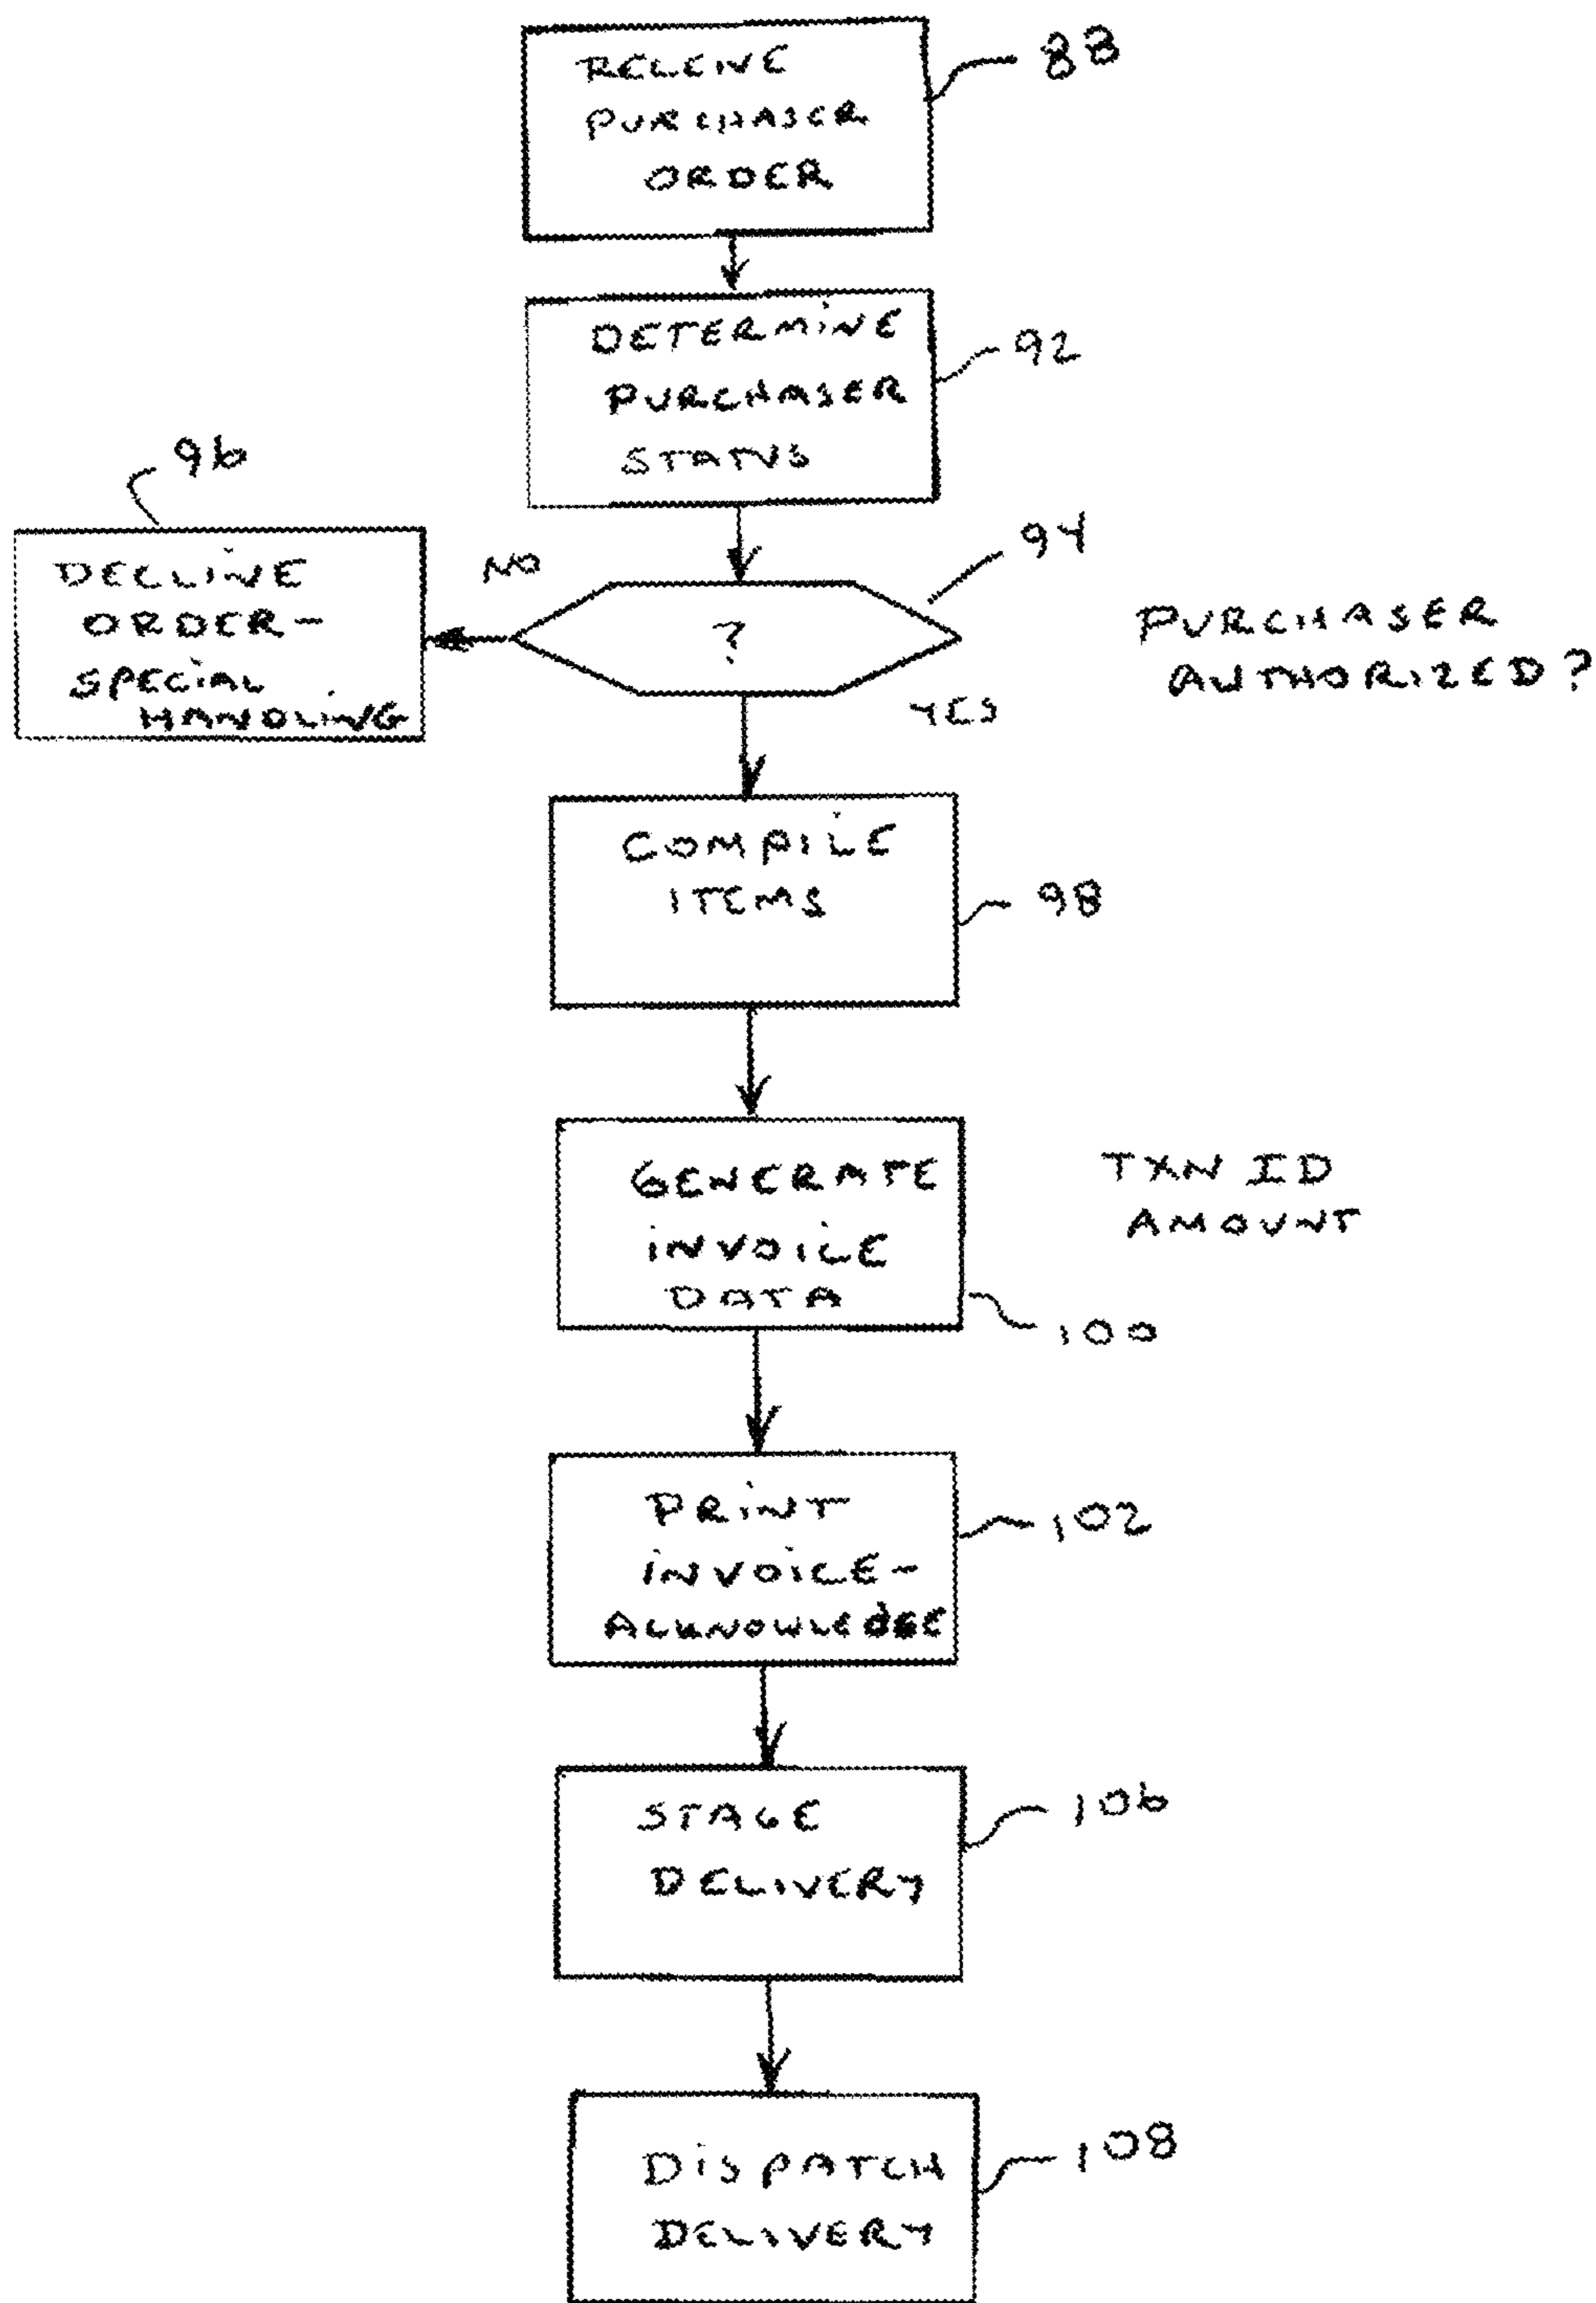 RECEIVE
PURCHASER
ORDER
88
DETERMINE
PURCHASER
STATUS
92
96
DECLINE
ORDER-
SPECIAL
HANDLING
NO
?
94
PURCHASER
AUTHORIZED?
YES
COMPILE
ITEMS
98
GENERATE
INVOICE
DATA
TXN ID
AMOUNT
100
PRINT
INVOICE-
ACKNOWLEDGE
102
STAGE
DELIVERY
106
DISPATCH
DELIVERY
108